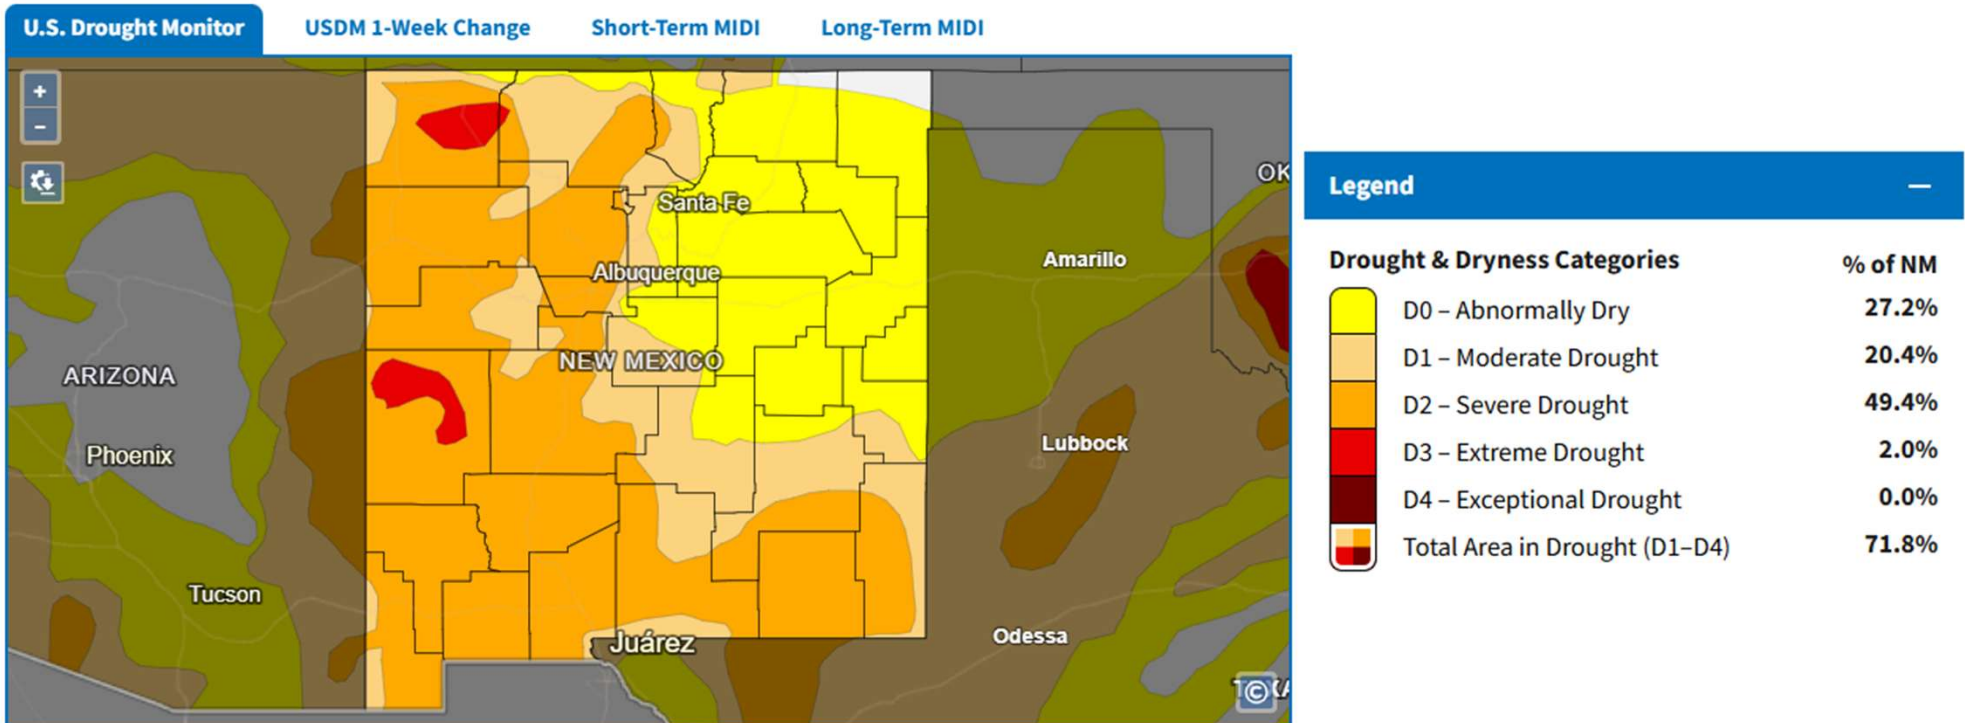 U.S. Drought Monitor
USDM 1-Week Change
Short-Term MIDI
Long-Term MIDI
+
−
OK
Santa Fe
Albuquerque
Amarillo
ARIZONA
NEW MEXICO
Phoenix
Lubbock
Tucson
Juárez
Odessa
©
Legend
—
Drought & Dryness Categories
% of NM
D0 – Abnormally Dry
27.2%
D1 – Moderate Drought
20.4%
D2 – Severe Drought
49.4%
D3 – Extreme Drought
2.0%
D4 – Exceptional Drought
0.0%
Total Area in Drought (D1–D4)
71.8%